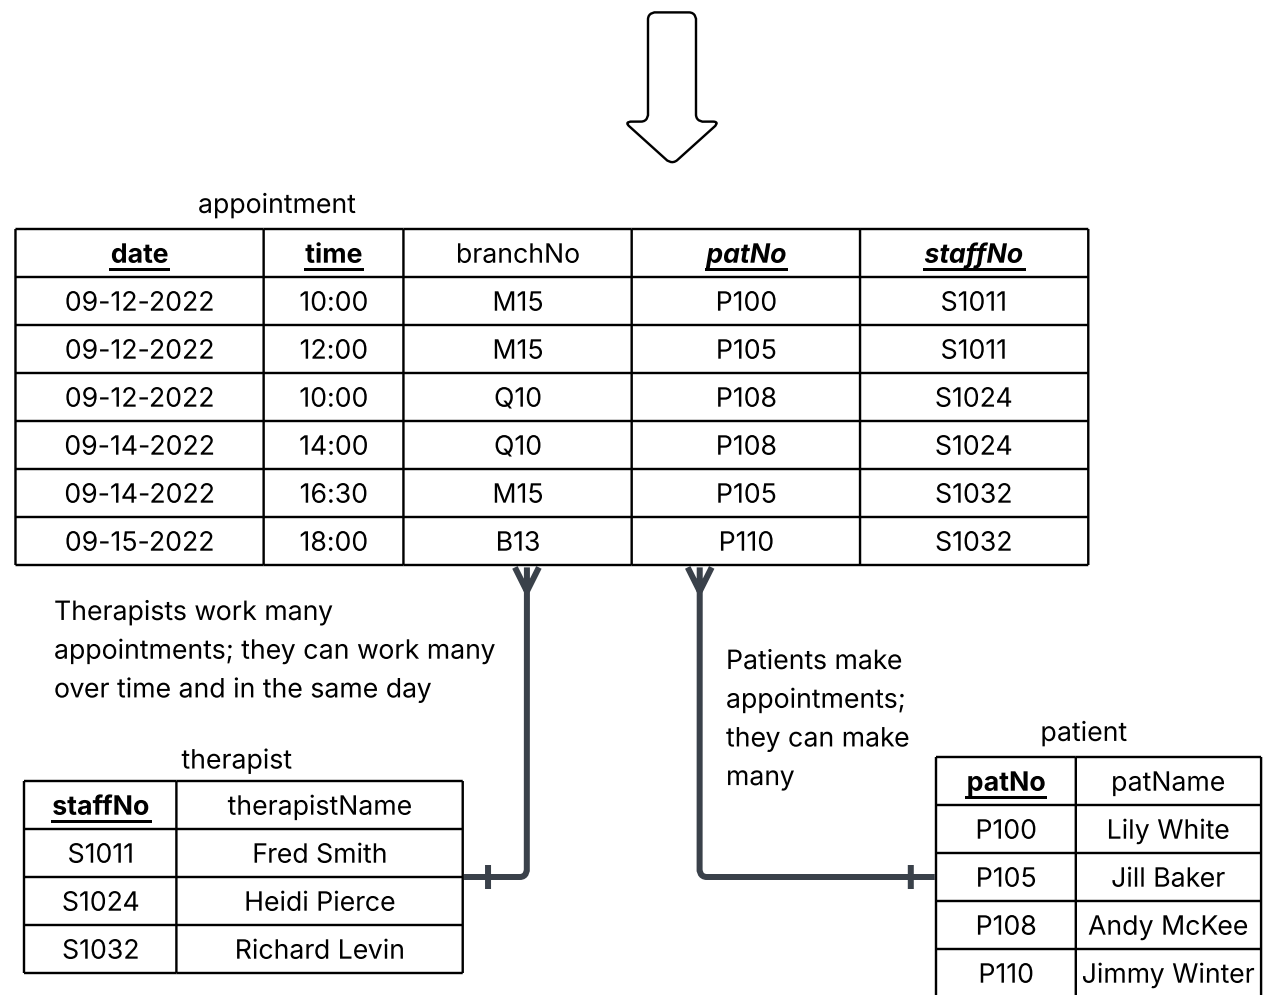 appointment
date time branchNo patNo staffNo
09-12-2022 10:00 M15 P100 S1011
09-12-2022 12:00 M15 P105 S1011
09-12-2022 10:00 Q10 P108 S1024
09-14-2022 14:00 Q10 P108 S1024
09-14-2022 16:30 M15 P105 S1032
09-15-2022 18:00 B13 P110 S1032
Therapists work many
appointments; they can work many
over time and in the same day
Patients make
appointments;
they can make
many
therapist
staffNo therapistName
S1011 Fred Smith
S1024 Heidi Pierce
S1032 Richard Levin
patient
patNo patName
P100 Lily White
P105 Jill Baker
P108 Andy McKee
P110 Jimmy Winter